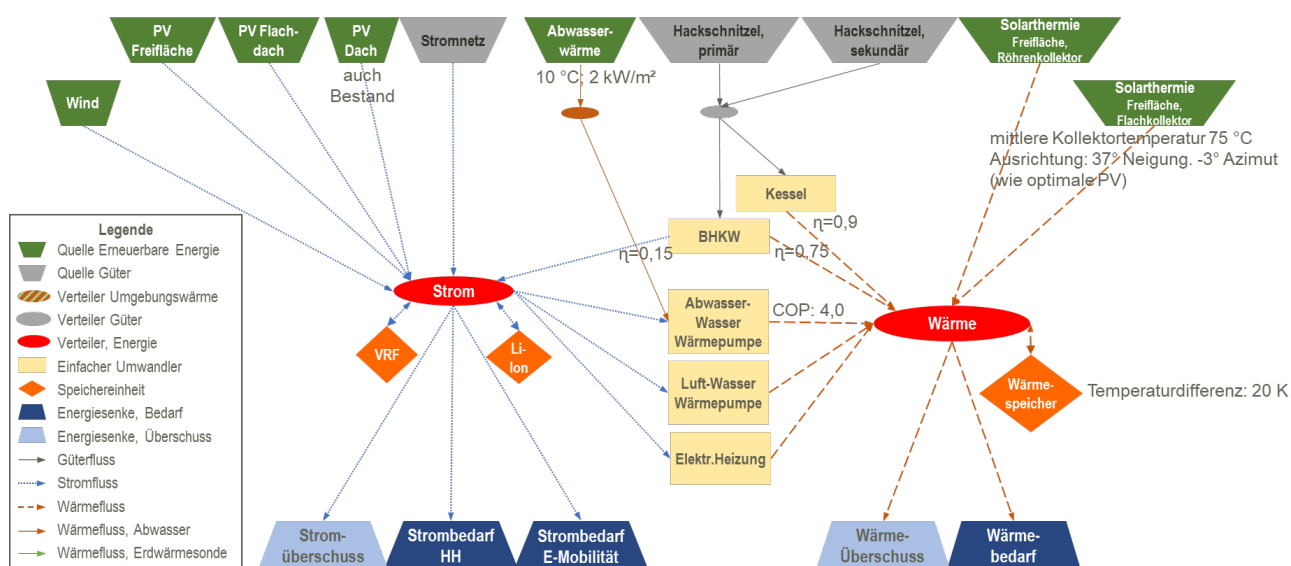 PV
Freifläche
PV Flach-
dach
PV
Dach
auch
Bestand
Stromnetz
Abwasser-
wärme
10 °C; 2 kW/m²
Hackschnitzel,
primär
Hackschnitzel,
sekundär
Solarthermie
Freifläche,
Röhrenkollektor
Wind
Solarthermie
Freifläche,
Flachkollektor
mittlere Kollektortemperatur 75 °C
Ausrichtung: 37° Neigung. -3° Azimut
(wie optimale PV)
Kessel
η=0,9
BHKW
η=0,15
η=0,75
Strom
VRF
Li-
Ion
Abwasser-
Wasser
Wärmepumpe
COP: 4,0
Wärme
Luft-Wasser
Wärmepumpe
Wärme-
speicher
Temperaturdifferenz: 20 K
Elektr.Heizung
Legende
Quelle Erneuerbare Energie
Quelle Güter
Verteiler Umgebungswärme
Verteiler Güter
Verteiler, Energie
Einfacher Umwandler
Speichereinheit
Energiesenke, Bedarf
Energiesenke, Überschuss
Güterfluss
Stromfluss
Wärmefluss
Wärmefluss, Abwasser
Wärmefluss, Erdwärmesonde
Strom-
überschuss
Strombedarf
HH
Strombedarf
E-Mobilität
Wärme-
Überschuss
Wärme-
bedarf